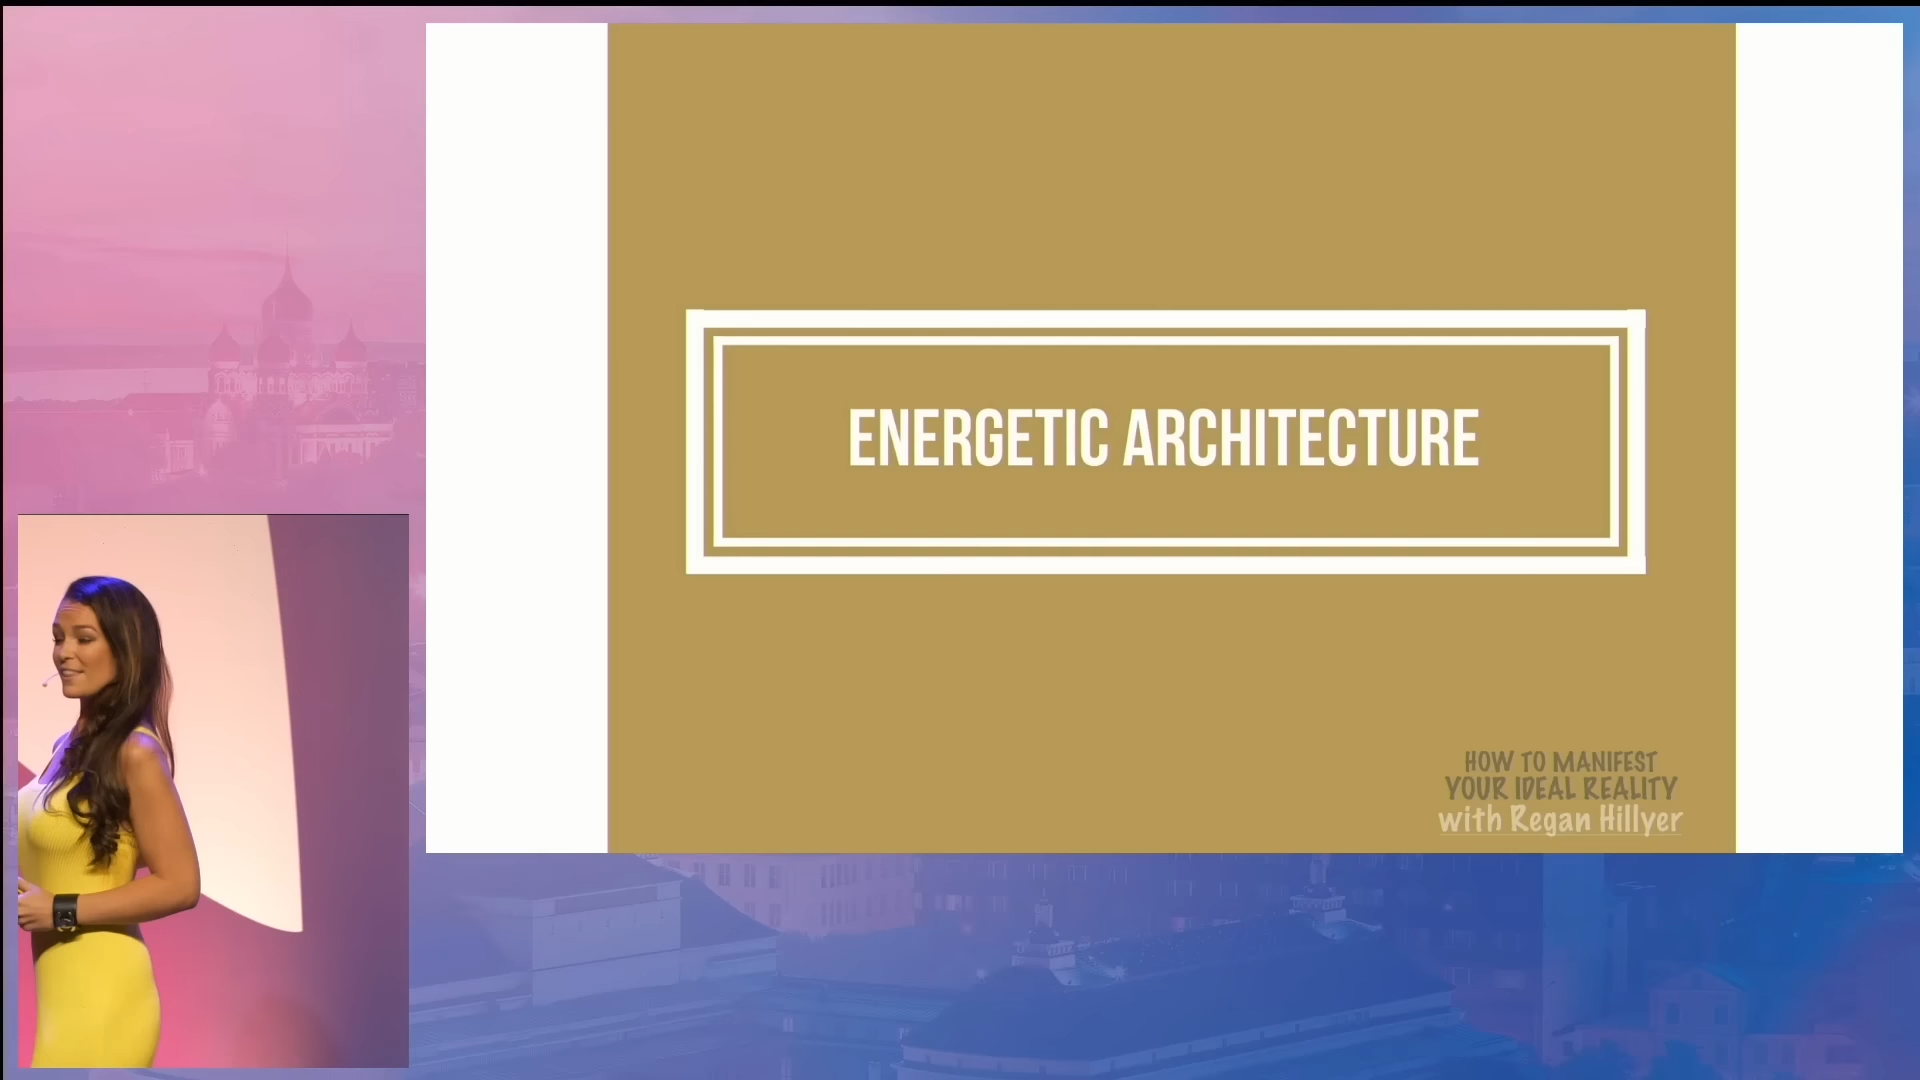 ENERGETIC ARCHITECTURE
HOW TO MANIFEST
YOUR IDEAL REALITY
with Regan Hillyer